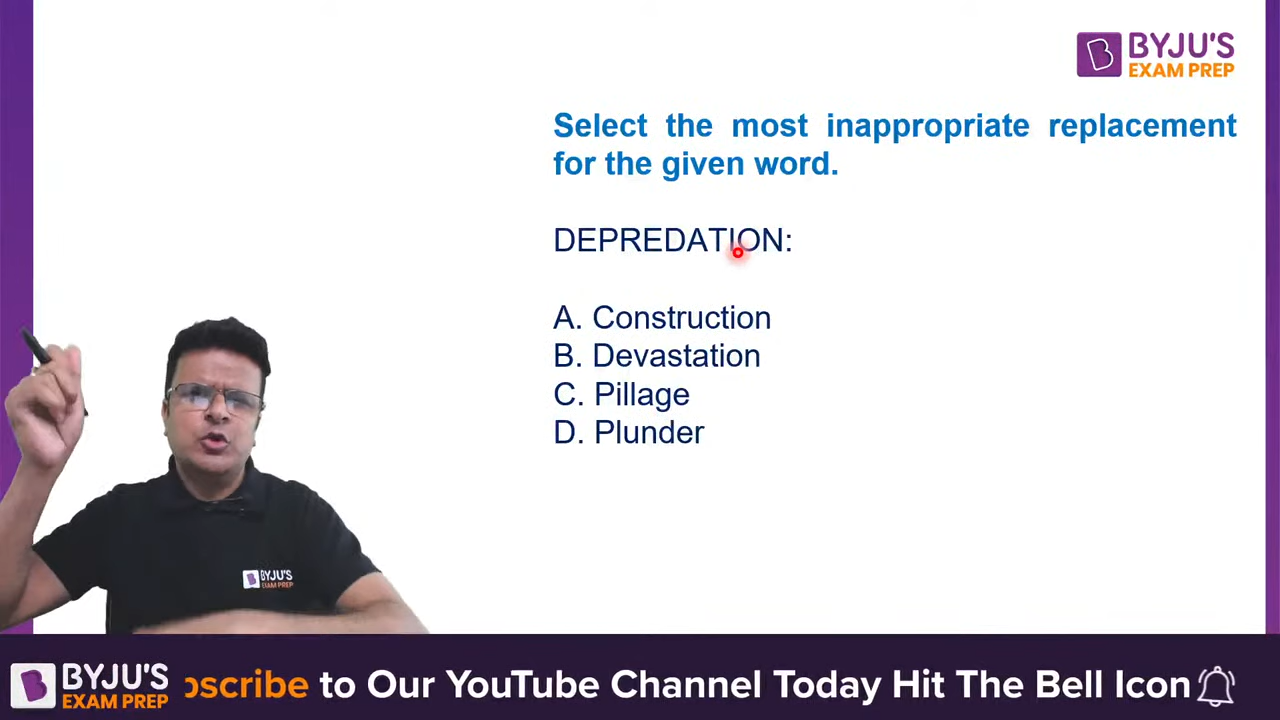 BYJU'S
EXAM PREP
Select the most inappropriate replacement
for the given word.
DEPREDATION:
A. Construction
B. Devastation
C. Pillage
D. Plunder
BYJU'S
EXAM PREP
BYJU'S
EXAM PREP
bscribe to Our YouTube Channel Today Hit The Bell Icon